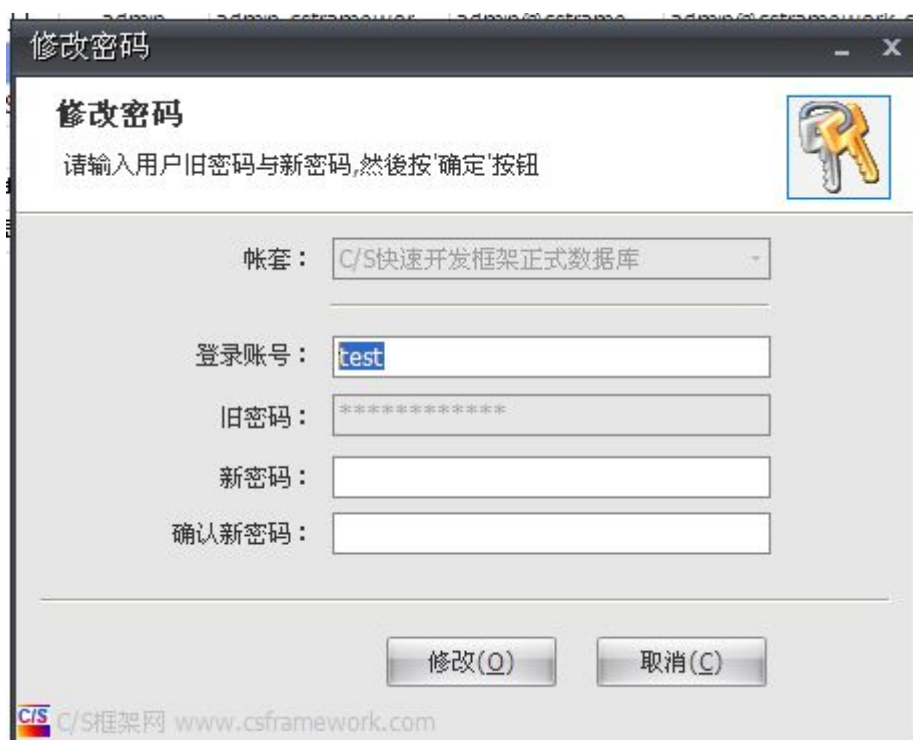 修改密码
修改密码
请输入用户旧密码与新密码,然後按'确定'按钮
帐套：
C/S快速开发框架正式数据库
登录账号：
test
旧密码：
************
新密码：
确认新密码：
修改(O)
取消(C)
C/S C/S框架网 www.csframework.com